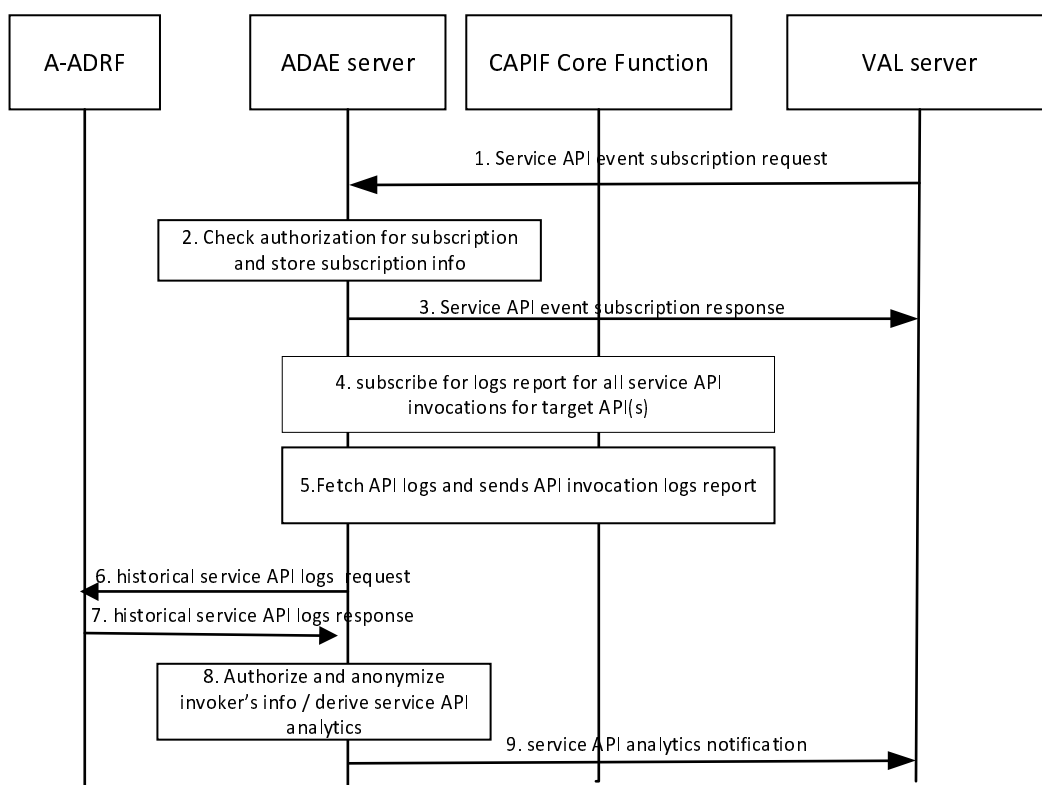 A-ADRF
ADAE server
CAPIF Core Function
VAL server
1. Service API event subscription request
2. Check authorization for subscription
and store subscription info
3. Service API event subscription response
4. subscribe for logs report for all service API
invocations for target API(s)
5.Fetch API logs and sends API invocation logs report
6. historical service API logs request
7. historical service API logs response
8. Authorize and anonymize
invoker's info / derive service API
analytics
9. service API analytics notification